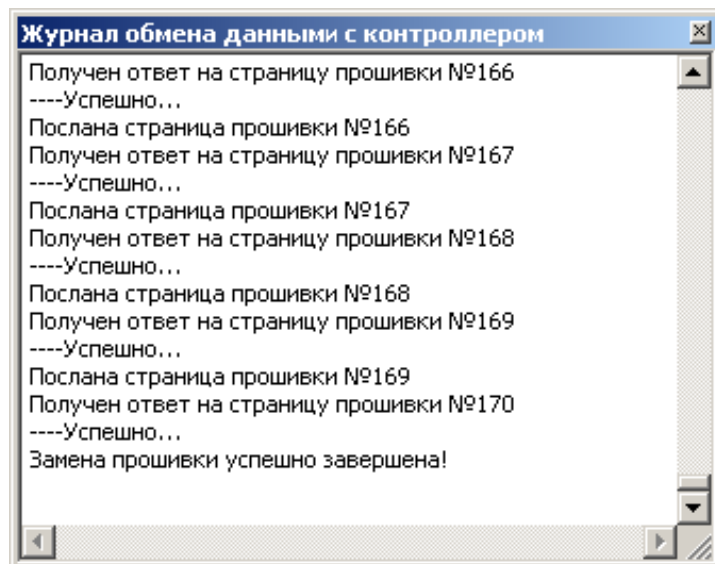 Журнал обмена данными с контроллером
Получен ответ на страницу прошивки №166
----Успешно...
Послана страница прошивки №166
Получен ответ на страницу прошивки №167
----Успешно...
Послана страница прошивки №167
Получен ответ на страницу прошивки №168
----Успешно...
Послана страница прошивки №168
Получен ответ на страницу прошивки №169
----Успешно...
Послана страница прошивки №169
Получен ответ на страницу прошивки №170
----Успешно...
Замена прошивки успешно завершена!